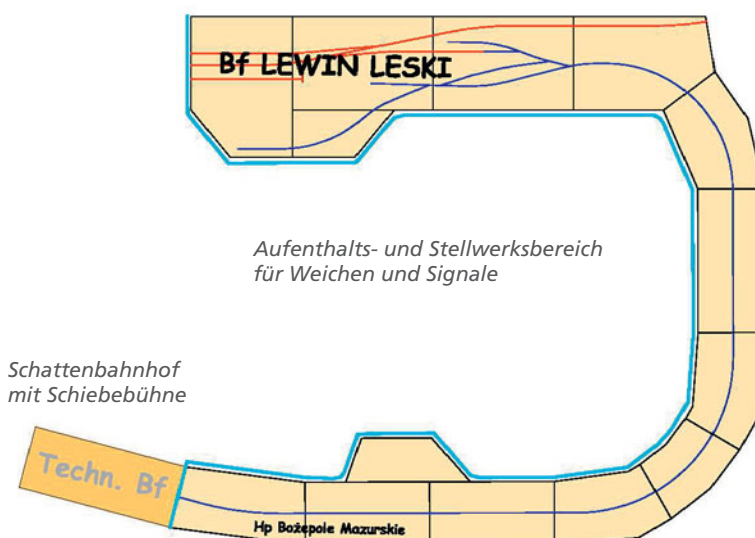 Bf LEWIN LESKI
Aufenthalts- und Stellwerksbereich
für Weichen und Signale
Schattenbahnhof
mit Schiebebühne
Techn. Bf
Hp Bożepole Mazurskie